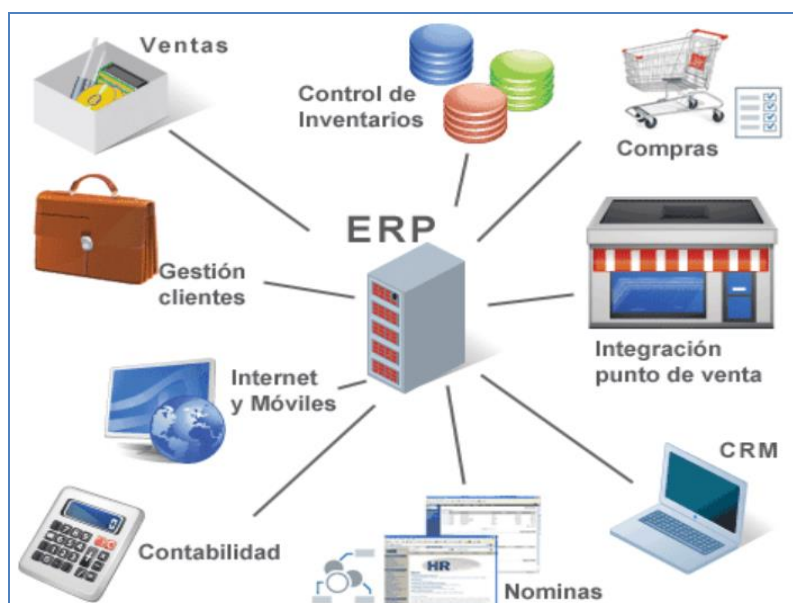 Ventas
Control de
Inventarios
Compras
ERP
Gestión
clientes
Integración
punto de venta
Internet
y Móviles
CRM
Contabilidad
HR
Nominas